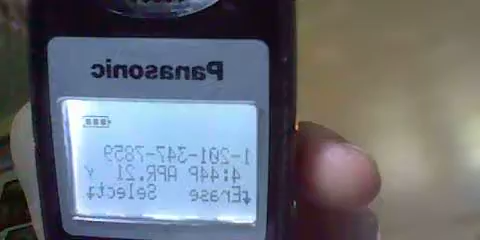 Panasonic
1-201-347-7859
4:44P APR.21 Y
↓Erase Select↓